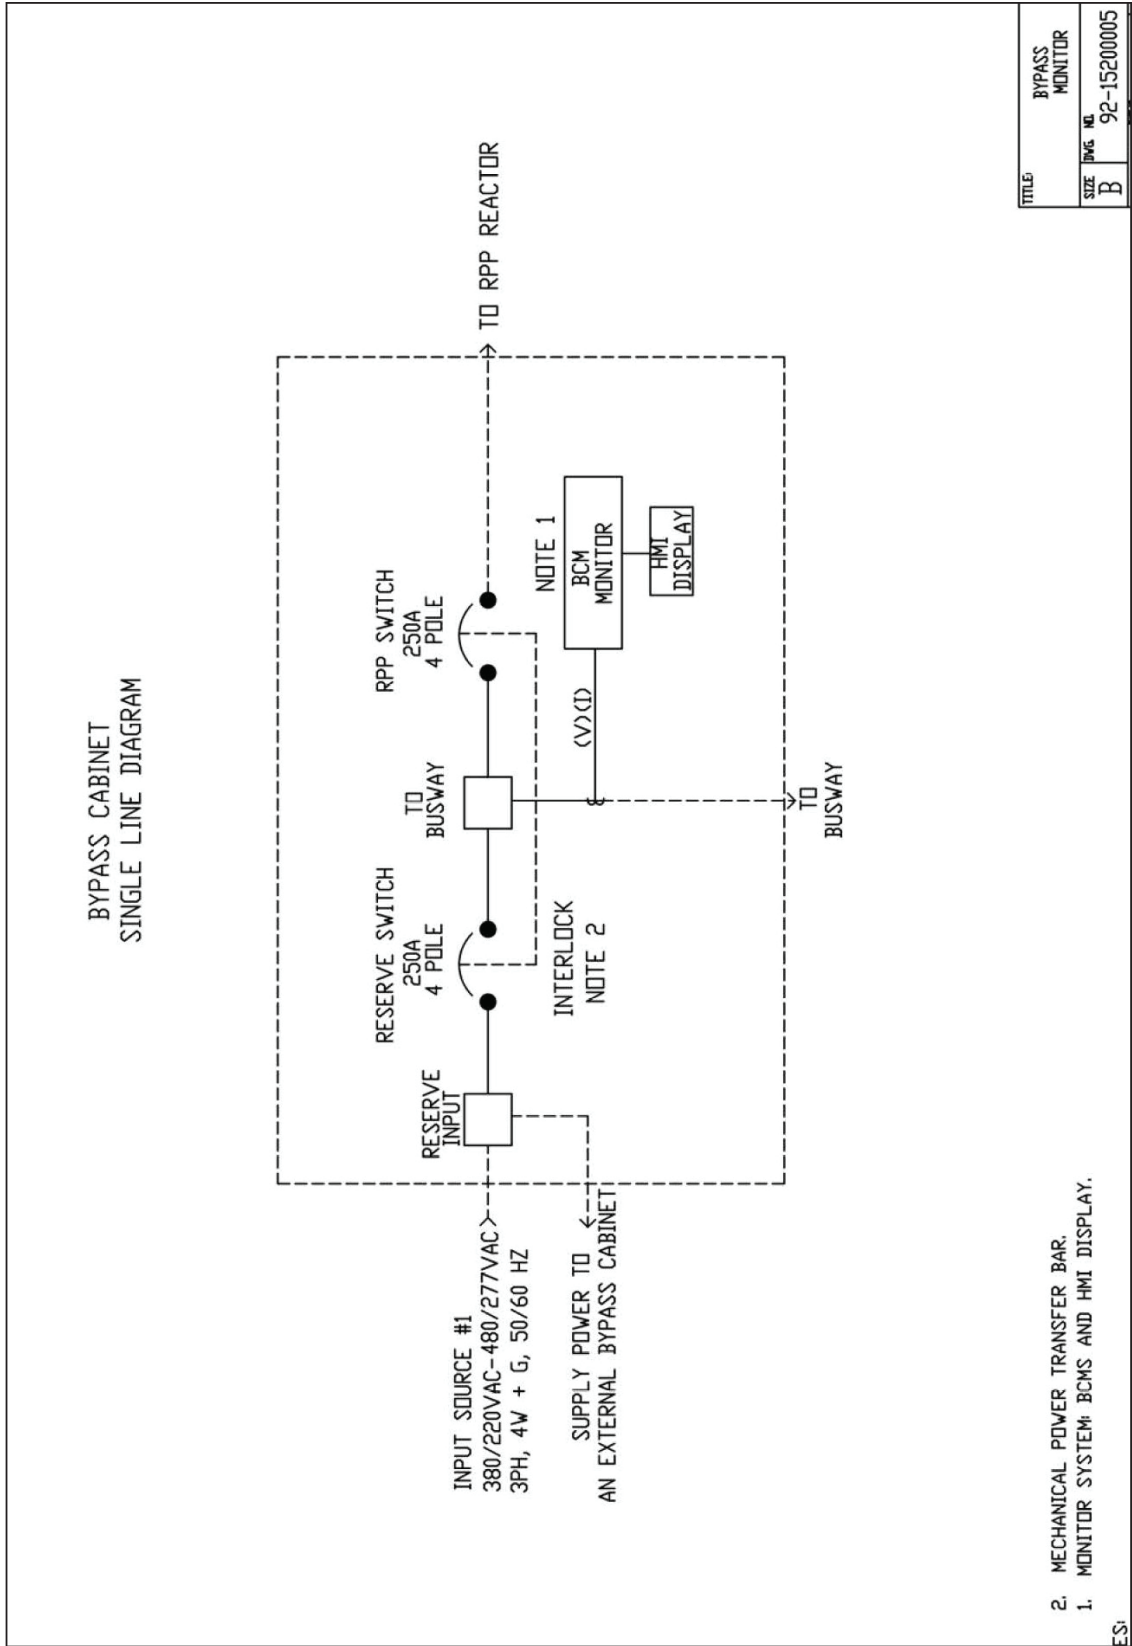 BYPASS CABINET
SINGLE LINE DIAGRAM
INPUT SOURCE #1
380/220VAC-480/277VAC
3PH, 4W + G, 50/60 HZ
SUPPLY POWER TO
AN EXTERNAL BYPASS CABINET
RESERVE
INPUT
RESERVE SWITCH
250A
4 POLE
INTERLOCK
NOTE 2
TO
BUSWAY
RPP SWITCH
250A
4 POLE
(V)(I)
NOTE 1
BCM
MONITOR
HMI
DISPLAY
TO RPP REACTOR
TO
BUSWAY
2. MECHANICAL POWER TRANSFER BAR.
1. MONITOR SYSTEM: BCMS AND HMI DISPLAY.
ES:
TITLE:
BYPASS
MONITOR
SIZE
B
DWG. NO.
92-15200005